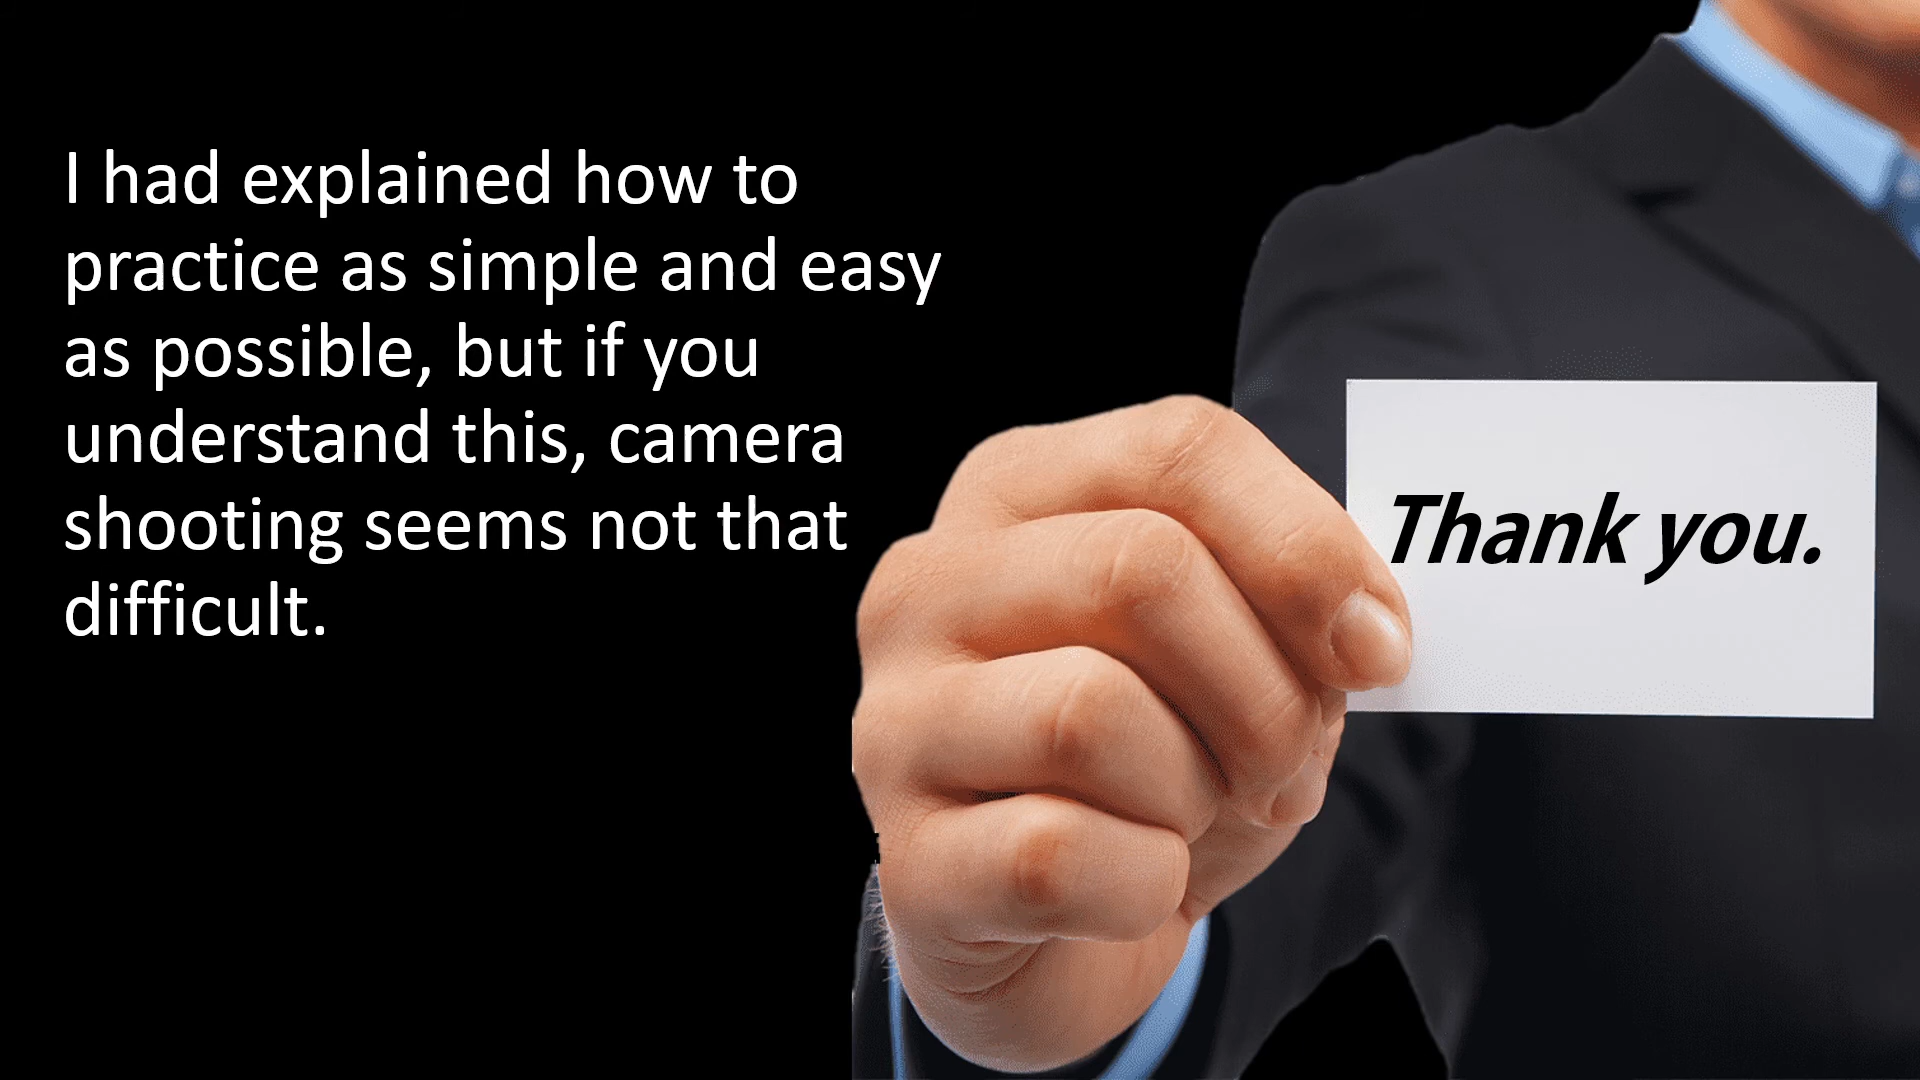 I had explained how to
practice as simple and easy
as possible, but if you
understand this, camera
shooting seems not that
difficult.
Thank you.